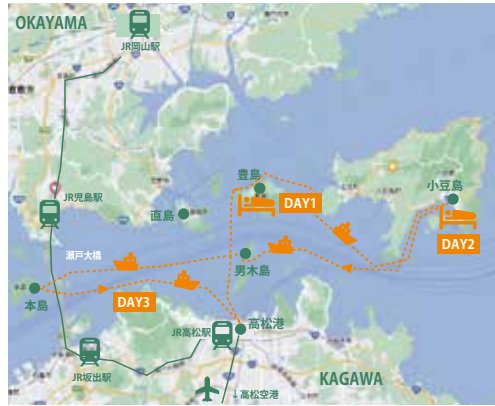 OKAYAMA
JR岡山駅
JR児島駅
豊島
DAY1
小豆島
直島
DAY2
瀬戸大橋
男木島
本島
DAY3
JR高松駅
高松港
JR坂出駅
KAGAWA
↓高松空港